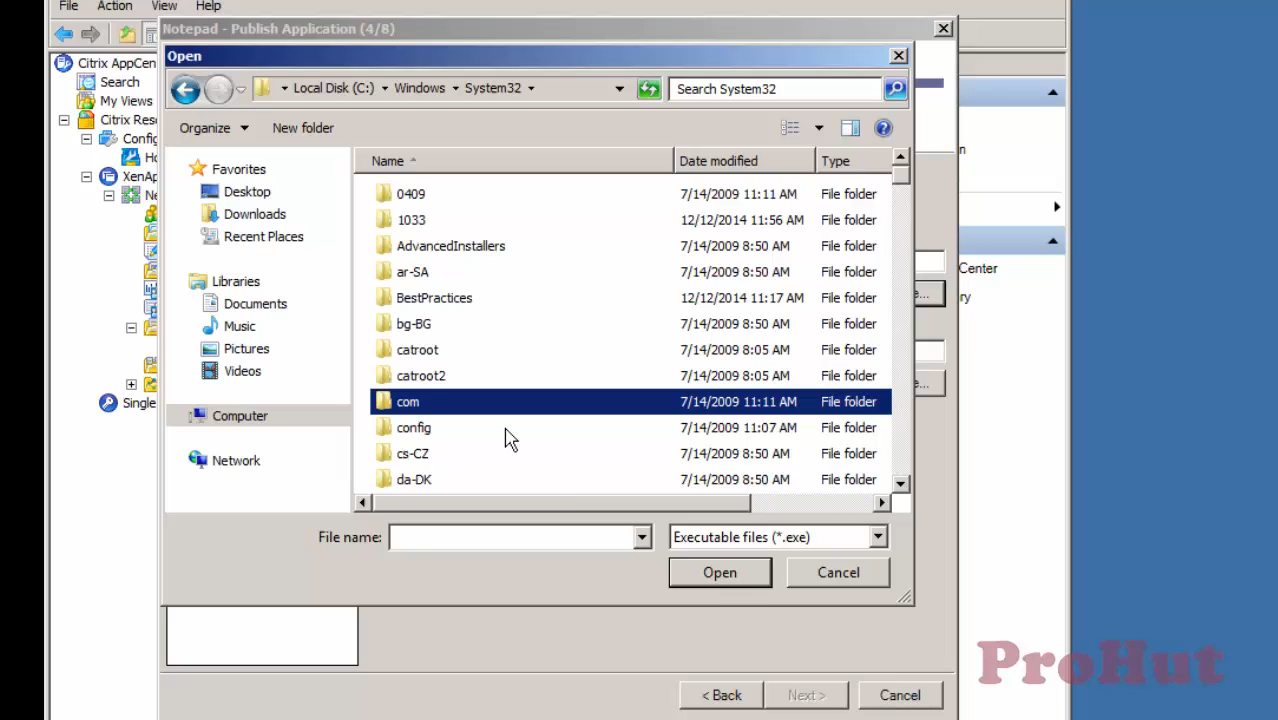 File Action View Help
Notepad - Publish Application (4/8)
Open
Local Disk (C:) Windows System32
Search System32
Organize New folder
Name Date modified Type
0409 7/14/2009 11:11 AM File folder
1033 12/12/2014 11:56 AM File folder
AdvancedInstallers 7/14/2009 8:50 AM File folder
ar-SA 7/14/2009 8:50 AM File folder
BestPractices 12/12/2014 11:17 AM File folder
bg-BG 7/14/2009 8:50 AM File folder
catroot 7/14/2009 8:05 AM File folder
catroot2 7/14/2009 8:05 AM File folder
com 7/14/2009 11:11 AM File folder
config 7/14/2009 11:07 AM File folder
cs-CZ 7/14/2009 8:50 AM File folder
da-DK 7/14/2009 8:50 AM File folder
Favorites
Desktop
Downloads
Recent Places
Libraries
Documents
Music
Pictures
Videos
Computer
Network
File name:
Executable files (*.exe)
Open Cancel
< Back Next > Cancel
Citrix AppCen
Search
My Views
Citrix Reso
Config
Ho
XenAp
Ne
Single
Center
ry
ProHut